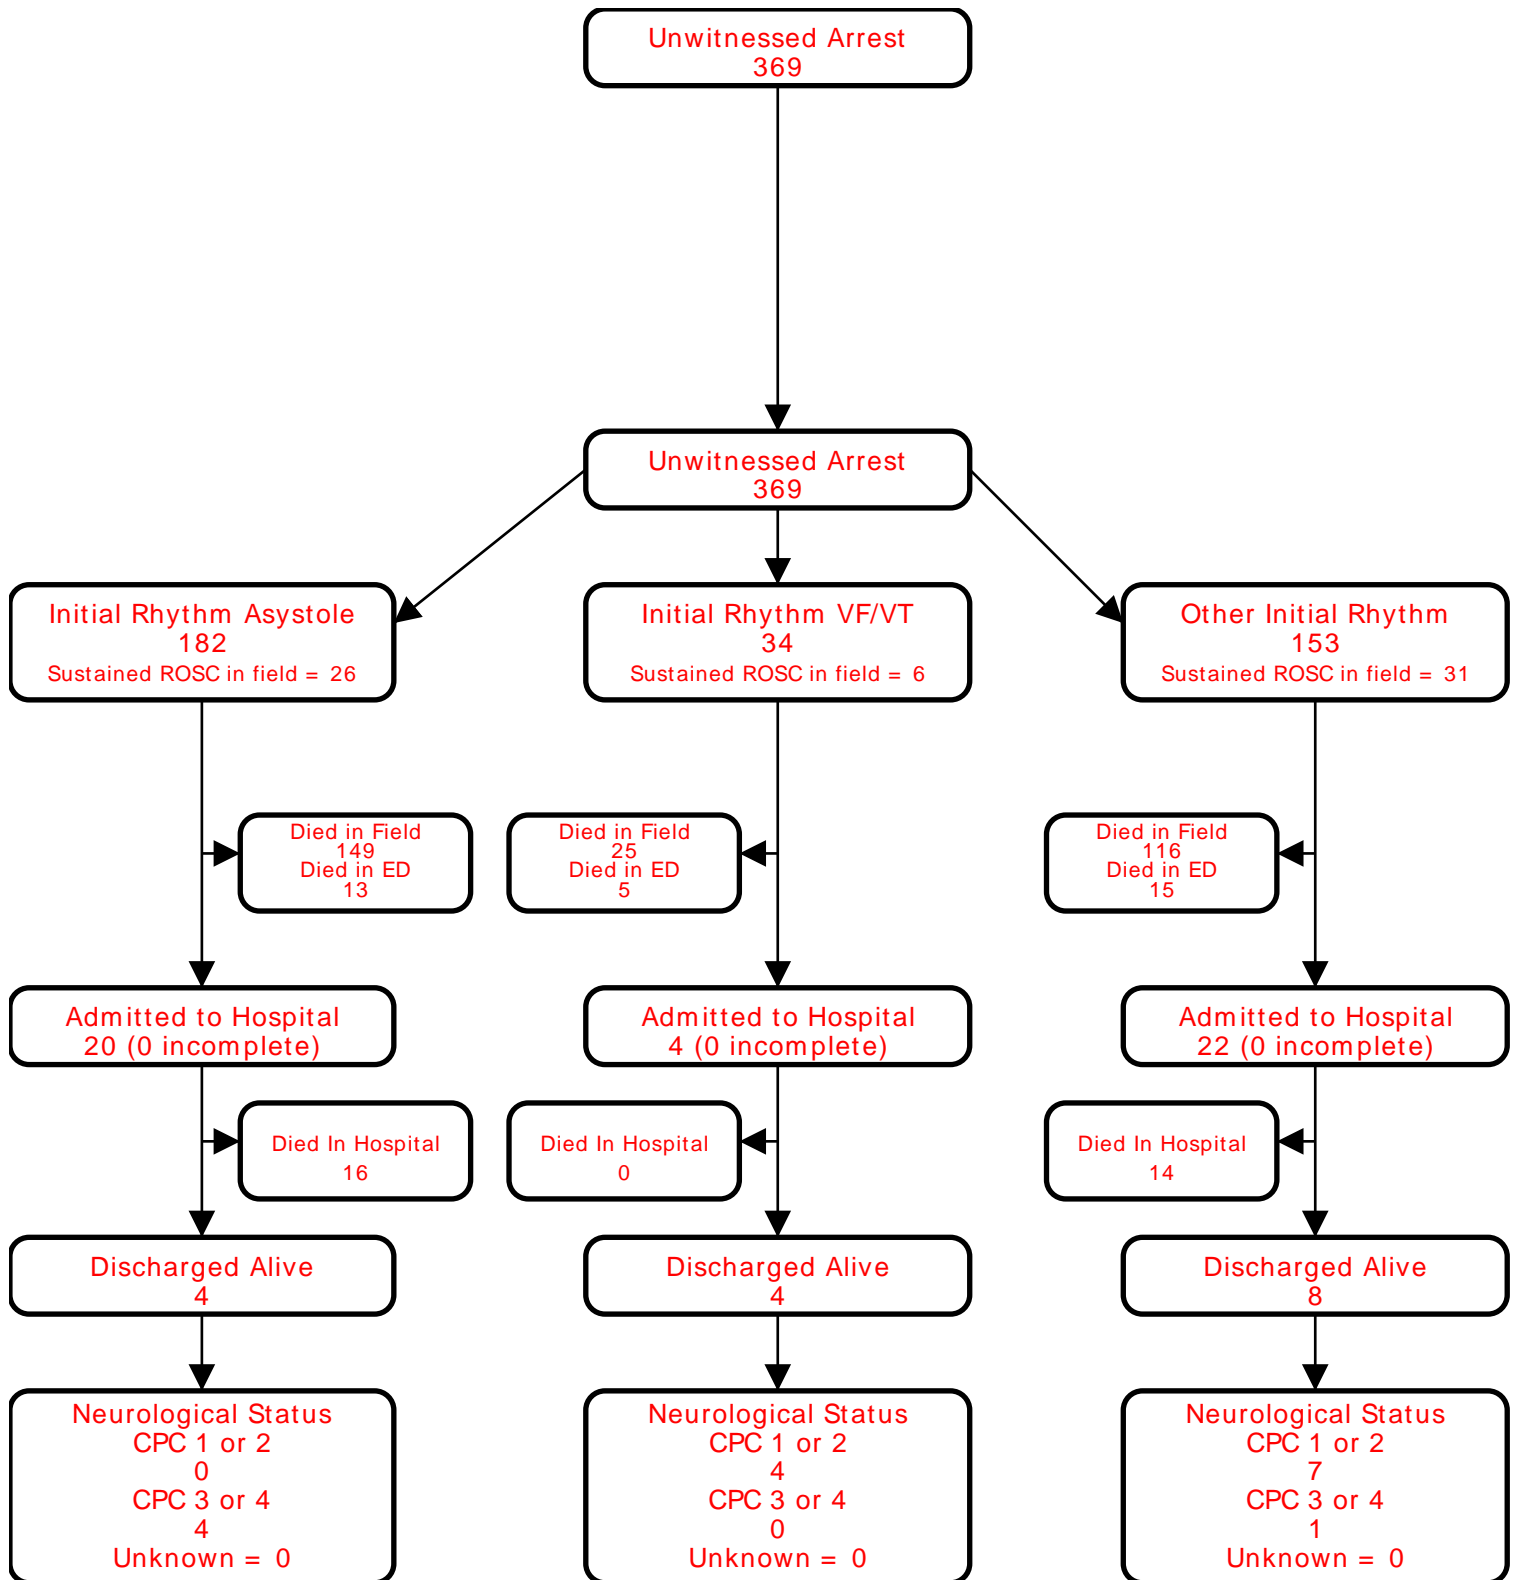 Unwitnessed Arrest
369
Unwitnessed Arrest
369
Initial Rhythm Asystole
182
Sustained ROSC in field = 26
Initial Rhythm VF/VT
34
Sustained ROSC in field = 6
Other Initial Rhythm
153
Sustained ROSC in field = 31
Died in Field
149
Died in ED
13
Died in Field
25
Died in ED
5
Died in Field
116
Died in ED
15
Admitted to Hospital
20 (0 incomplete)
Admitted to Hospital
4 (0 incomplete)
Admitted to Hospital
22 (0 incomplete)
Died In Hospital
16
Died In Hospital
0
Died In Hospital
14
Discharged Alive
4
Discharged Alive
4
Discharged Alive
8
Neurological Status
CPC 1 or 2
0
CPC 3 or 4
4
Unknown = 0
Neurological Status
CPC 1 or 2
4
CPC 3 or 4
0
Unknown = 0
Neurological Status
CPC 1 or 2
7
CPC 3 or 4
1
Unknown = 0